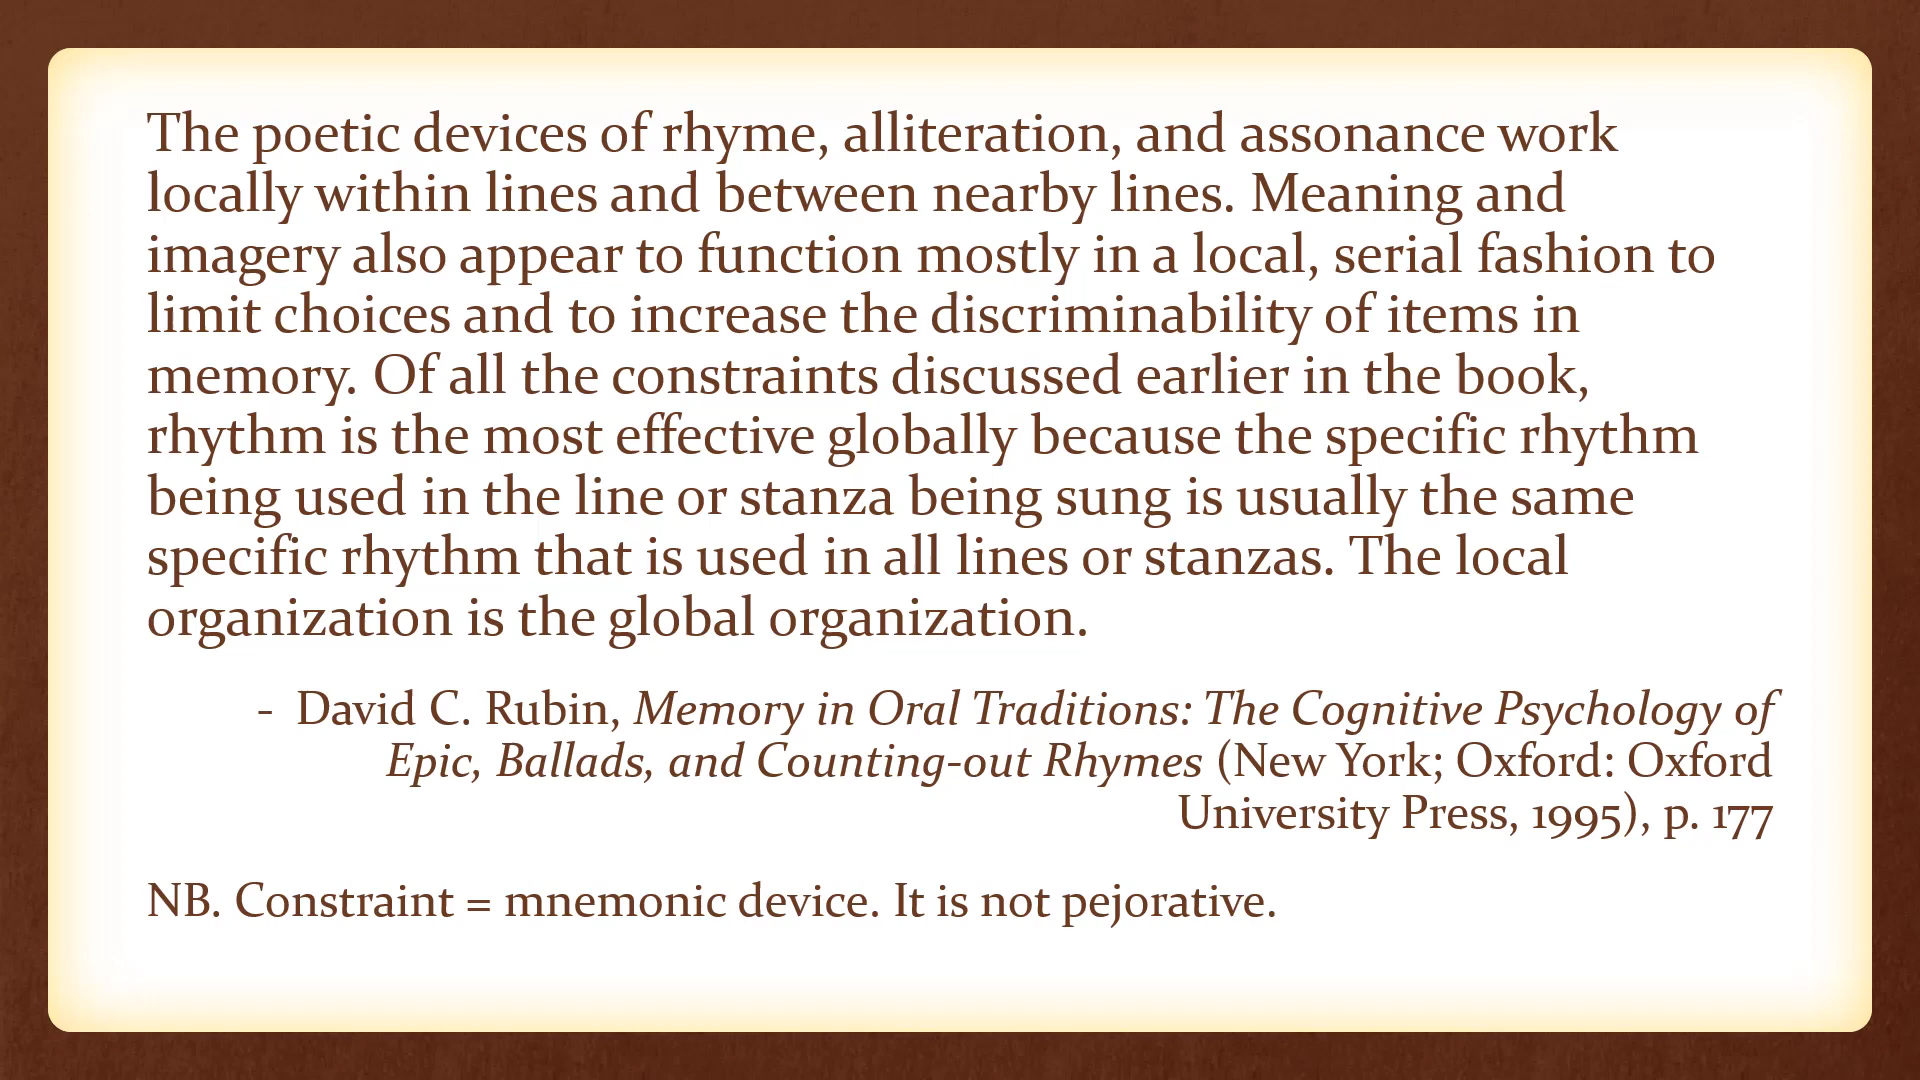 The poetic devices of rhyme, alliteration, and assonance work
locally within lines and between nearby lines. Meaning and
imagery also appear to function mostly in a local, serial fashion to
limit choices and to increase the discriminability of items in
memory. Of all the constraints discussed earlier in the book,
rhythm is the most effective globally because the specific rhythm
being used in the line or stanza being sung is usually the same
specific rhythm that is used in all lines or stanzas. The local
organization is the global organization.
- David C. Rubin, Memory in Oral Traditions: The Cognitive Psychology of
Epic, Ballads, and Counting-out Rhymes (New York; Oxford: Oxford
University Press, 1995), p. 177
NB. Constraint = mnemonic device. It is not pejorative.